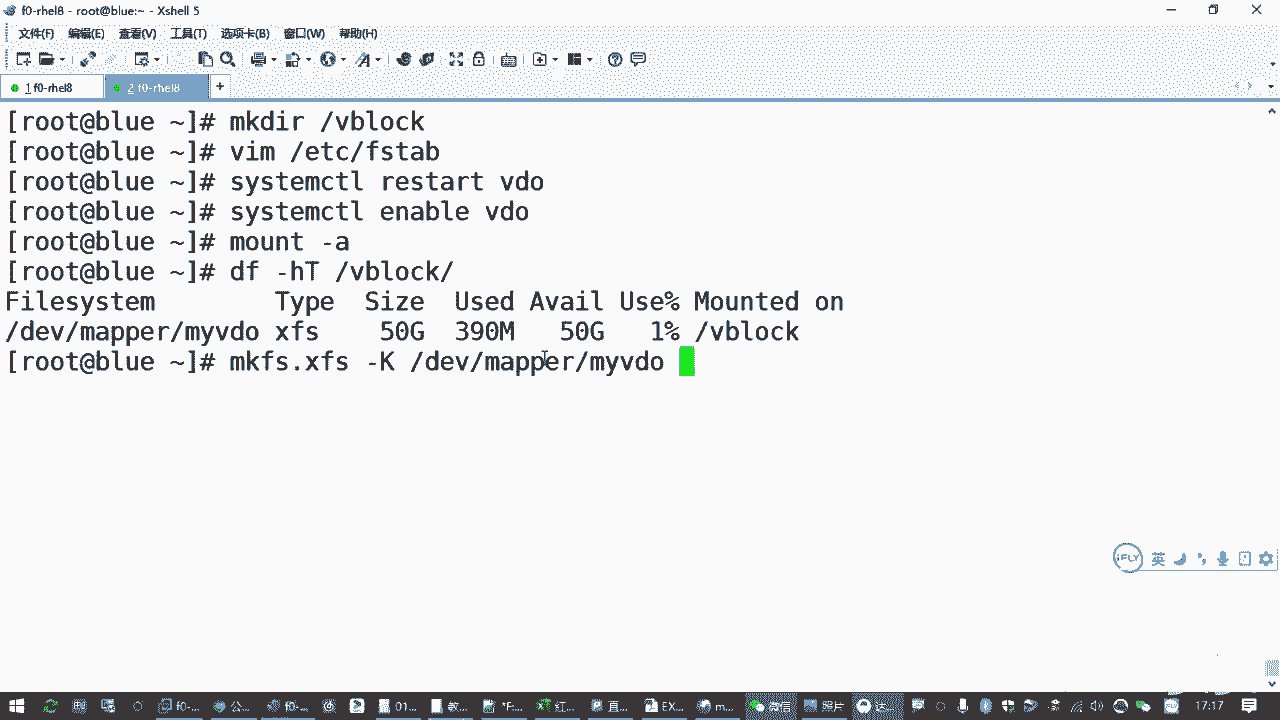 f0-rhel8 - root@blue:~ - Xshell 5
文件(F) 编辑(E) 查看(V) 工具(T) 选项卡(B) 窗口(W) 帮助(H)
1 f0-rhel8 2 f0-rhel8 +
[root@blue ~]# mkdir /vblock
[root@blue ~]# vim /etc/fstab
[root@blue ~]# systemctl restart vdo
[root@blue ~]# systemctl enable vdo
[root@blue ~]# mount -a
[root@blue ~]# df -hT /vblock/
Filesystem Type Size Used Avail Use% Mounted on
/dev/mapper/myvdo xfs 50G 390M 50G 1% /vblock
[root@blue ~]# mkfs.xfs -K /dev/mapper/myvdo
iFLY 英
f0-... 公... f0-... 01... 教... *F... 红... 直... EX... m... 微信 照片 17:17